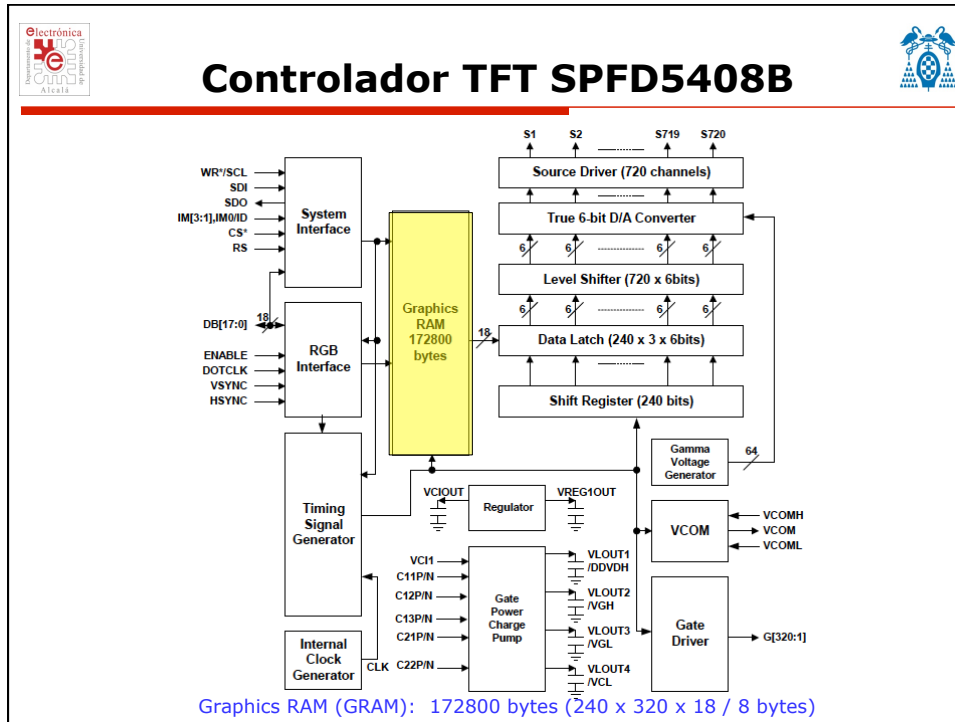 electrónica
Departamento de
Universidad de
Alcalá
Controlador TFT SPFD5408B
S1 S2 ............ S719 S720
Source Driver (720 channels)
True 6-bit D/A Converter
6 6 ............ 6 6
Level Shifter (720 x 6bits)
6 6 ............ 6 6
Data Latch (240 x 3 x 6bits)
Shift Register (240 bits)
WR*/SCL
SDI
SDO
IM[3:1],IM0/ID
CS*
RS
System
Interface
18
DB[17:0]
ENABLE
DOTCLK
VSYNC
HSYNC
RGB
Interface
Graphics
RAM
172800
bytes
18
Timing
Signal
Generator
Internal
Clock
Generator
CLK
Gamma
Voltage
Generator
64
VCIOUT
Regulator
VREG1OUT
VCOM
VCOMH
VCOM
VCOML
VCI1
C11P/N
C12P/N
C13P/N
C21P/N
C22P/N
Gate
Power
Charge
Pump
VLOUT1
/DDVDH
VLOUT2
/VGH
VLOUT3
/VGL
VLOUT4
/VCL
Gate
Driver
G[320:1]
Graphics RAM (GRAM): 172800 bytes (240 x 320 x 18 / 8 bytes)